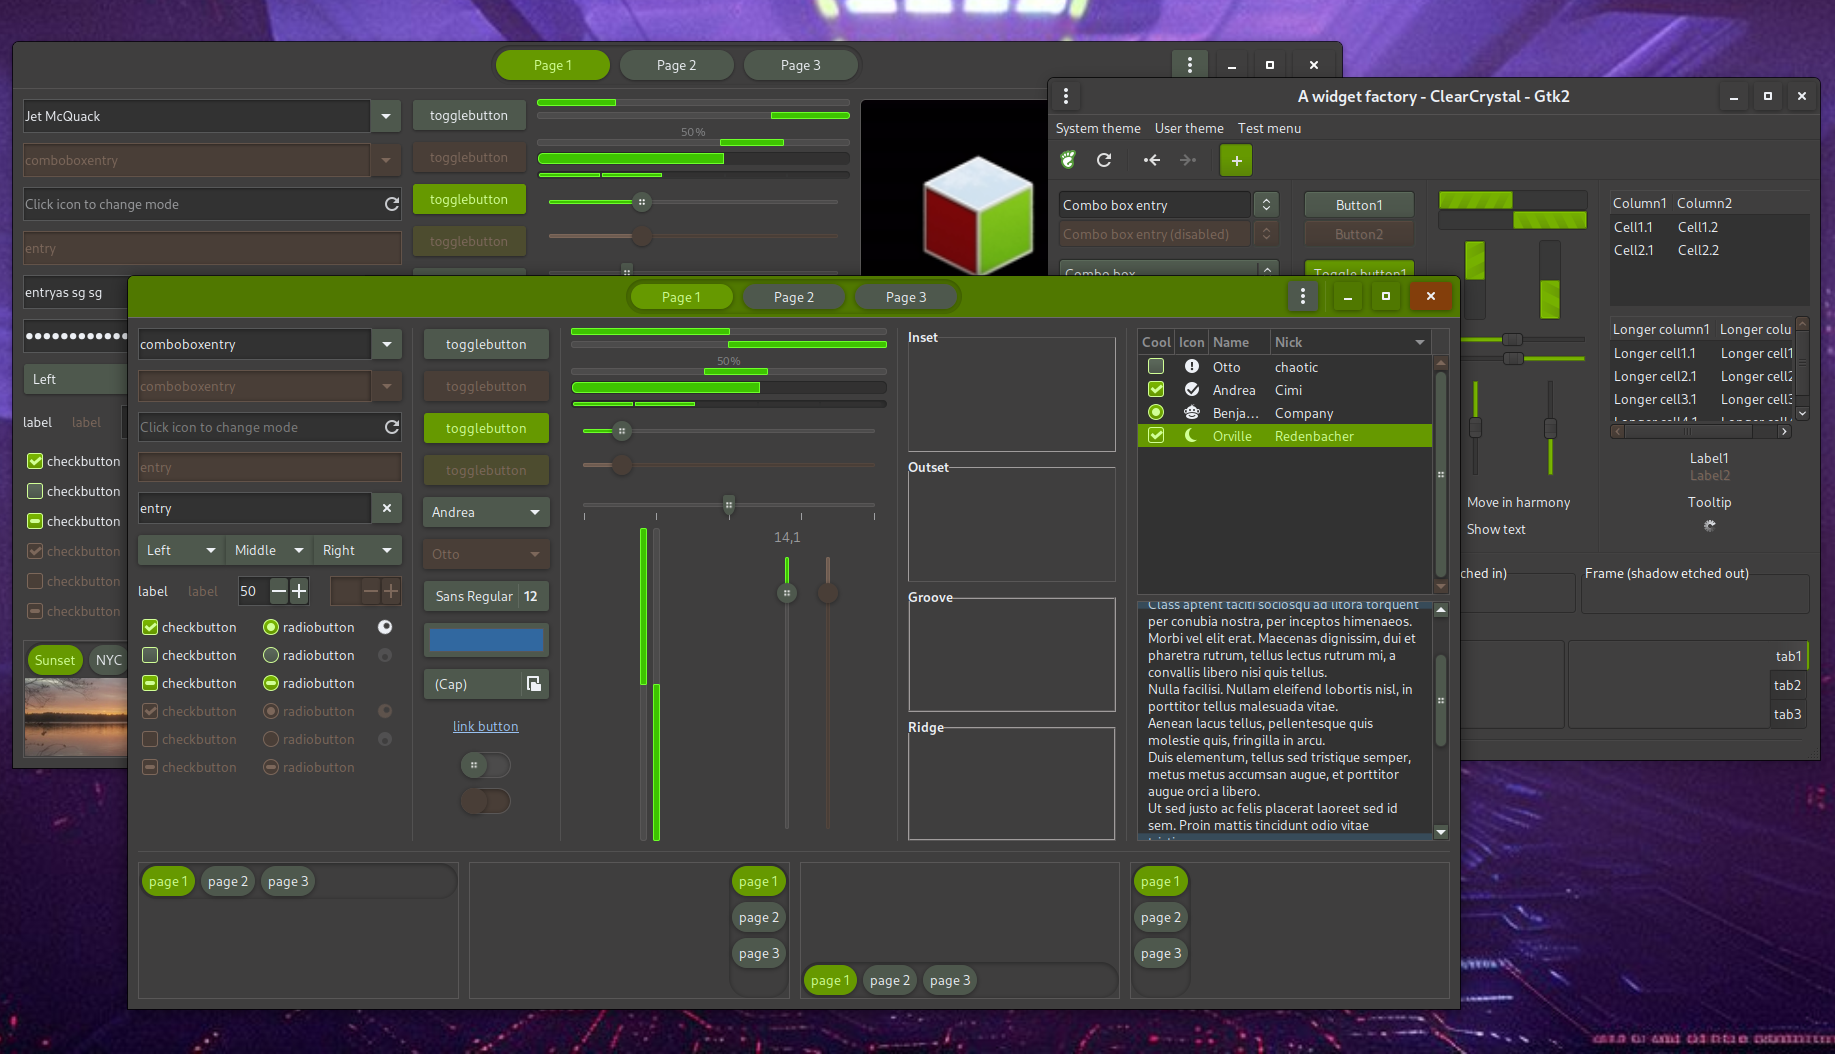 Page 1
Page 2
Page 3
Jet McQuack
comboboxentry
Click icon to change mode
entry
entryas sg sg
Left
label
label
checkbutton
checkbutton
checkbutton
checkbutton
checkbutton
checkbutton
Sunset
NYC
togglebutton
togglebutton
togglebutton
togglebutton
50 %
A widget factory - ClearCrystal - Gtk2
System theme
User theme
Test menu
Combo box entry
Combo box entry (disabled)
Combo box
Button1
Button2
Toggle button1
Column1
Column2
Cell1.1
Cell1.2
Cell2.1
Cell2.2
Longer column1
Longer colu
Longer cell1.1
Longer cell1
Longer cell2.1
Longer cell2
Longer cell3.1
Longer cell3
Label1
Label2
Move in harmony
Tooltip
Show text
ched in)
Frame (shadow etched out)
tab1
tab2
tab3
Page 1
Page 2
Page 3
comboboxentry
comboboxentry
Click icon to change mode
entry
entry
Left
Middle
Right
label
label
50
checkbutton
radiobutton
checkbutton
radiobutton
checkbutton
radiobutton
checkbutton
radiobutton
checkbutton
radiobutton
checkbutton
radiobutton
togglebutton
togglebutton
togglebutton
togglebutton
Andrea
Otto
Sans Regular
12
(Cap)
link button
50 %
14,1
Inset
Outset
Groove
Ridge
Cool
Icon
Name
Nick
Otto
chaotic
Andrea
Cimi
Benja...
Company
Orville
Redenbacher
Class aptent taciti sociosqu ad litora torquent
per conubia nostra, per inceptos himenaeos.
Morbi vel elit erat. Maecenas dignissim, dui et
pharetra rutrum, tellus lectus rutrum mi, a
convallis libero nisi quis tellus.
Nulla facilisi. Nullam eleifend lobortis nisl, in
porttitor tellus malesuada vitae.
Aenean lacus tellus, pellentesque quis
molestie quis, fringilla in arcu.
Duis elementum, tellus sed tristique semper,
metus metus accumsan augue, et porttitor
augue orci a libero.
Ut sed justo ac felis placerat laoreet sed id
sem. Proin mattis tincidunt odio vitae
page 1
page 2
page 3
page 1
page 2
page 3
page 1
page 2
page 3
page 1
page 2
page 3